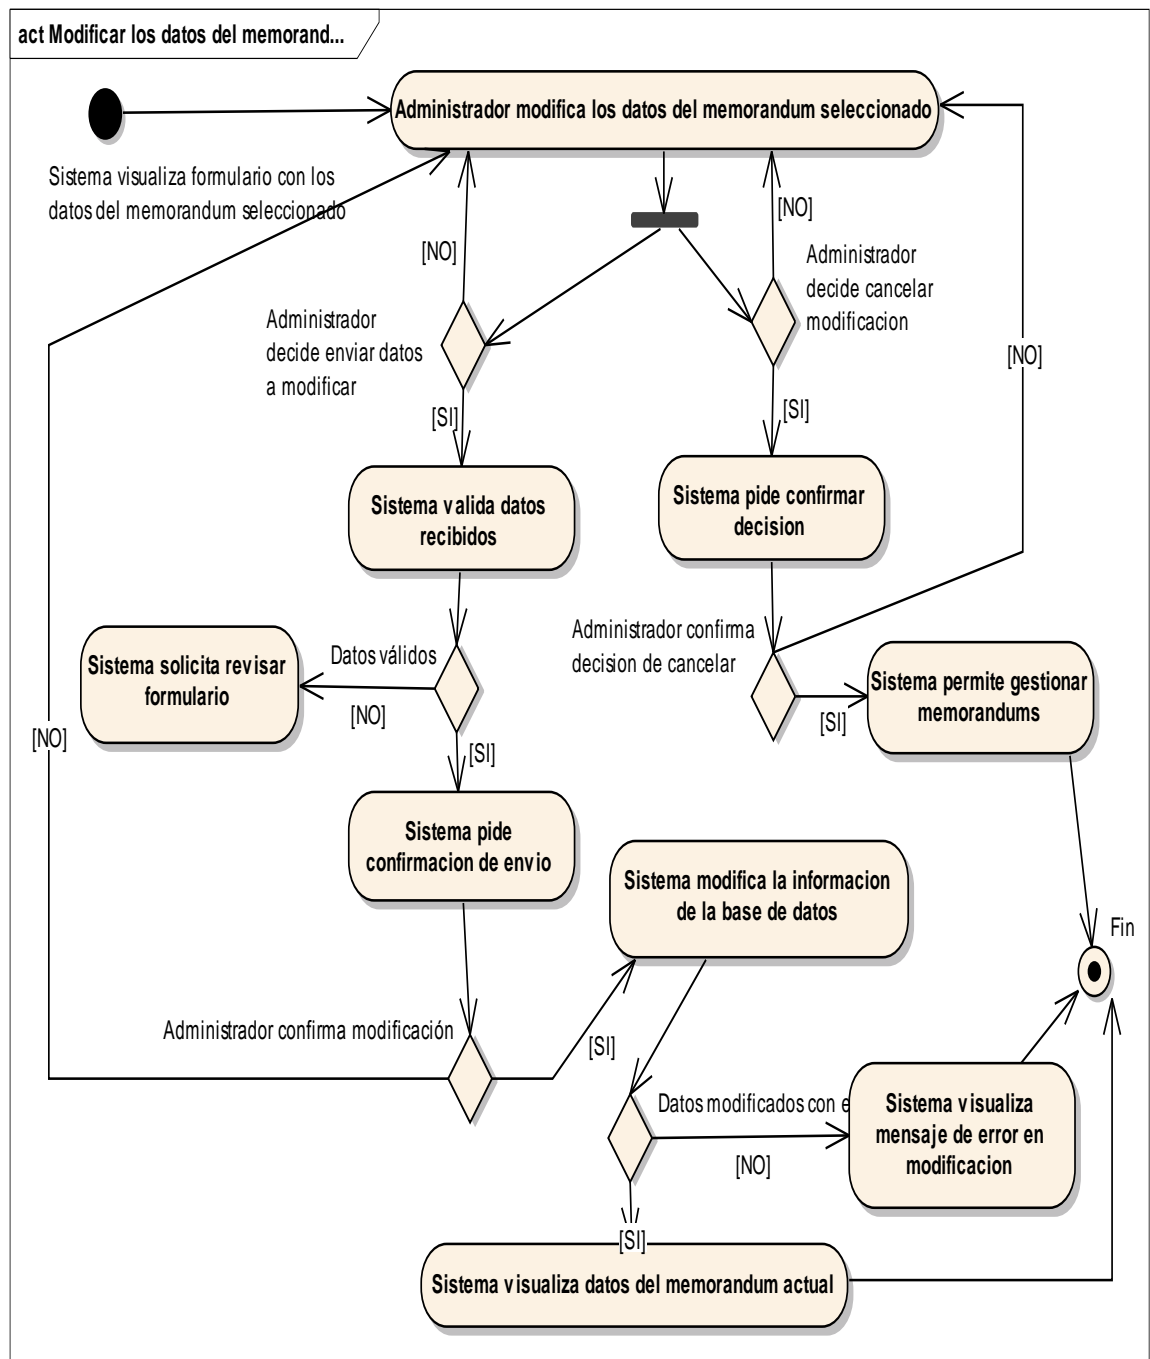 act Modificar los datos del memorand...
Administrador modifica los datos del memorandum seleccionado
Sistema visualiza formulario con los
datos del memorandum seleccionado
[NO]
[NO]
Administrador
decide cancelar
modificacion
Administrador
decide enviar datos
a modificar
[NO]
[SI]
[SI]
Sistema valida datos
recibidos
Sistema pide confirmar
decision
Administrador confirma
decision de cancelar
Datos válidos
Sistema solicita revisar
formulario
[NO]
Sistema permite gestionar
memorandums
[SI]
[NO]
[SI]
Sistema pide
confirmacion de envio
Sistema modifica la informacion
de la base de datos
Fin
Administrador confirma modificación
[SI]
Datos modificados con e
Sistema visualiza
mensaje de error en
modificacion
[NO]
[SI]
Sistema visualiza datos del memorandum actual